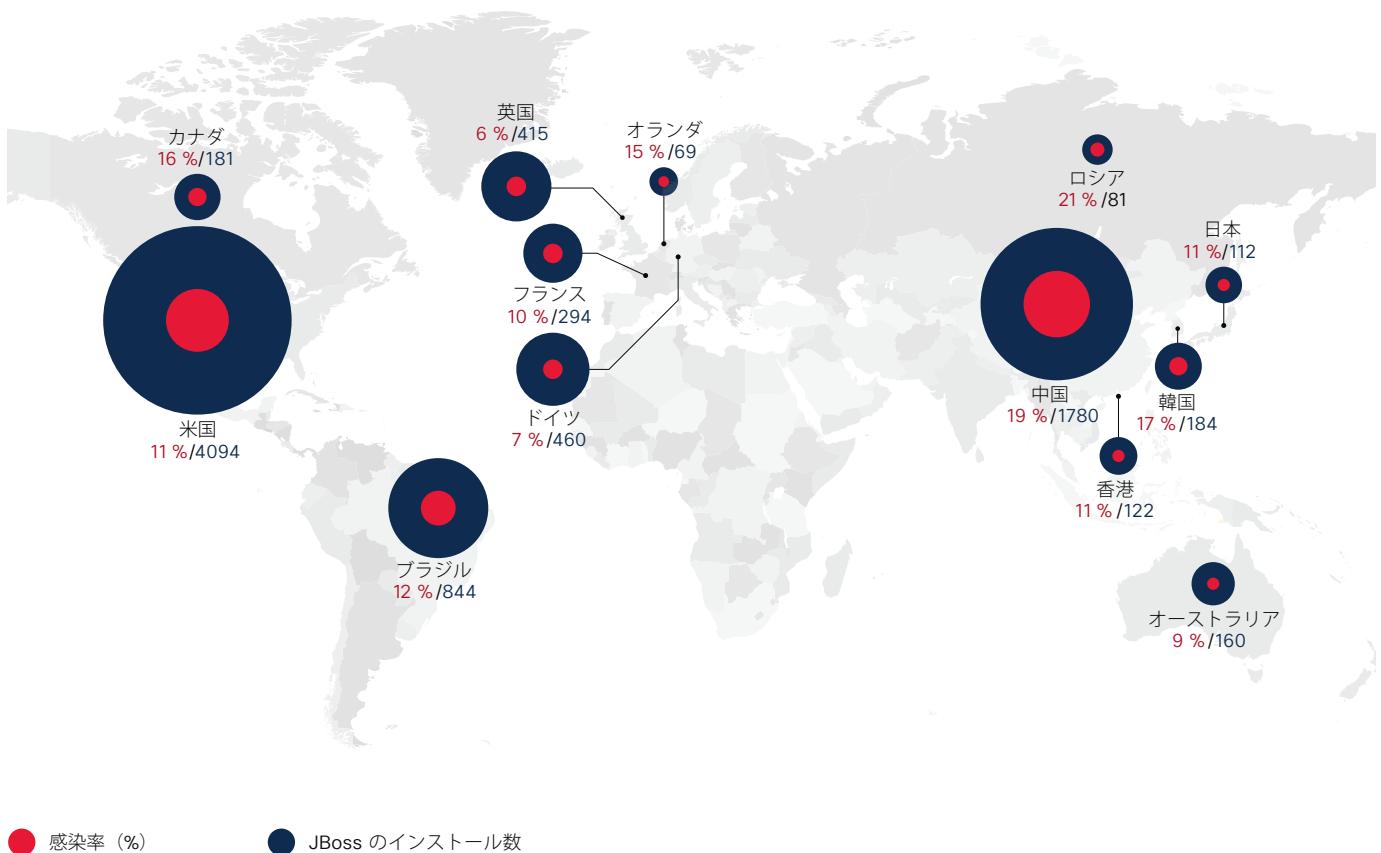 カナダ
16 %/181
英国
6 %/415
オランダ
15 %/69
ロシア
21 %/81
日本
11 %/112
フランス
10 %/294
中国
19 %/1780
韓国
17 %/184
ドイツ
7 %/460
米国
11 %/4094
香港
11 %/122
ブラジル
12 %/844
オーストラリア
9 %/160
感染率（%）
JBoss のインストール数